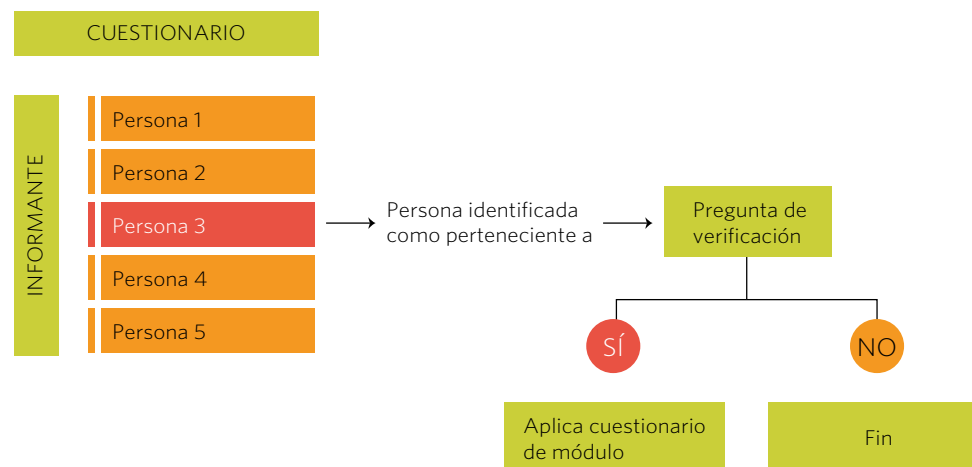 CUESTIONARIO
INFORMANTE
Persona 1
Persona 2
Persona 3
Persona 4
Persona 5
Persona identificada
como perteneciente a
Pregunta de
verificación
SÍ
NO
Aplica cuestionario
de módulo
Fin